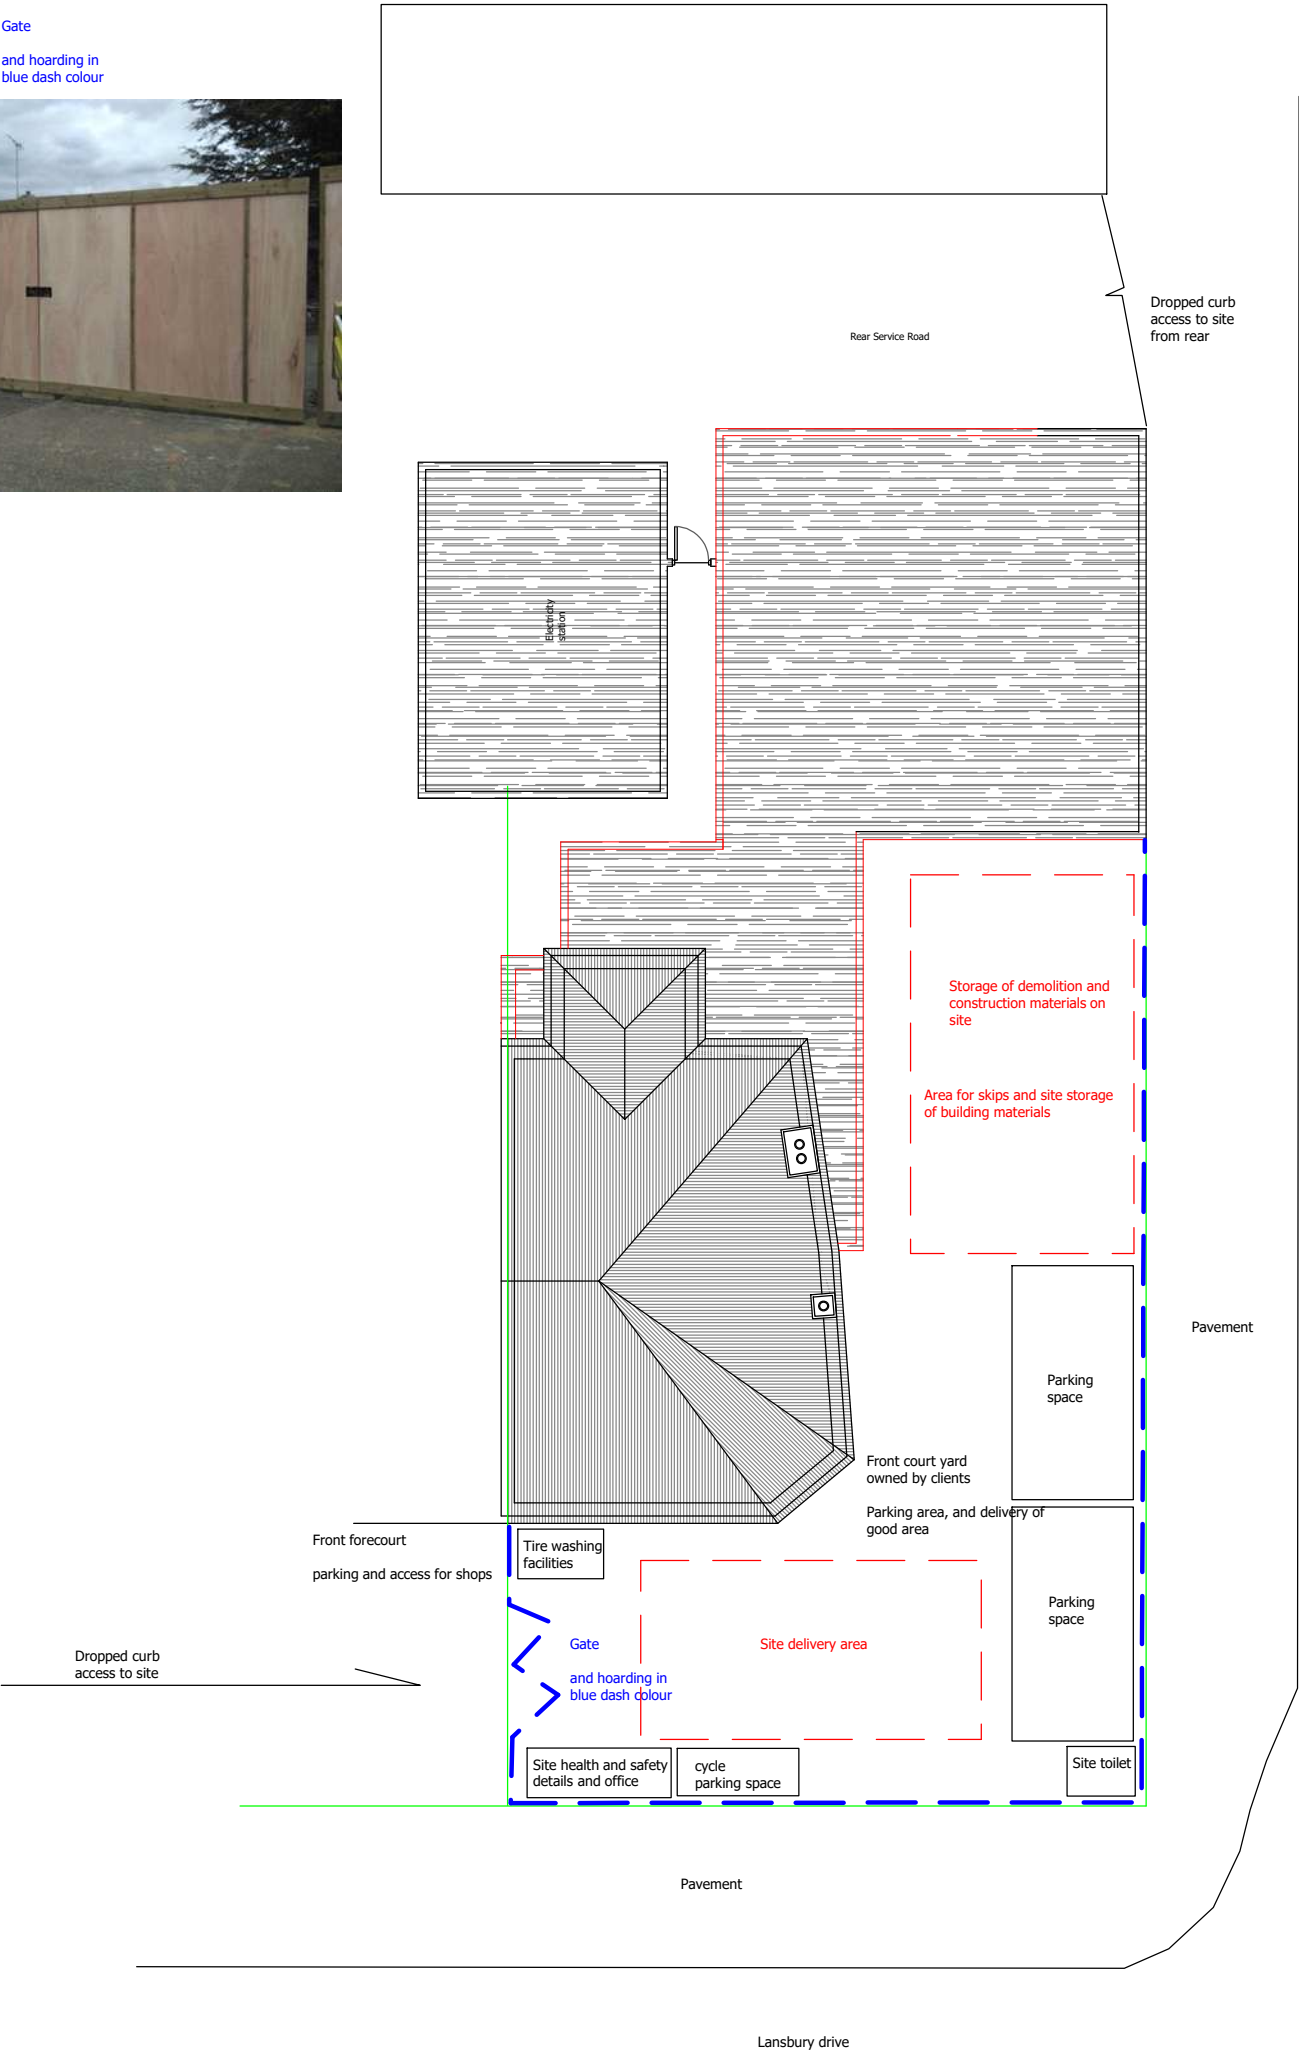 Gate
and hoarding in
blue dash colour
Dropped curb
access to site
from rear
Rear Service Road
Electricity
station
Storage of demolition and
construction materials on
site
Area for skips and site storage
of building materials
Pavement
Parking
space
Front court yard
owned by clients
Parking area, and delivery of
good area
Front forecourt
parking and access for shops
Tire washing
facilities
Parking
space
Gate
and hoarding in
blue dash colour
Site delivery area
Dropped curb
access to site
Site health and safety
details and office
cycle
parking space
Site toilet
Pavement
Lansbury drive